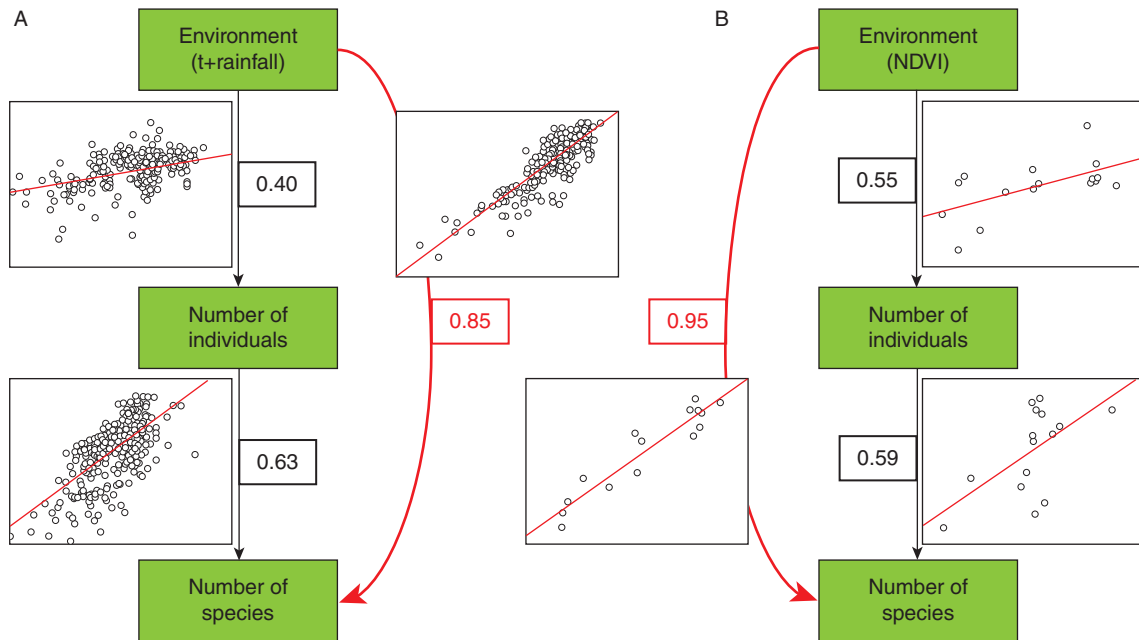 A
Environment
(t+rainfall)
0.40
Number of
individuals
0.85
0.63
Number of
species
B
Environment
(NDVI)
0.55
0.95
Number of
individuals
0.59
Number of
species